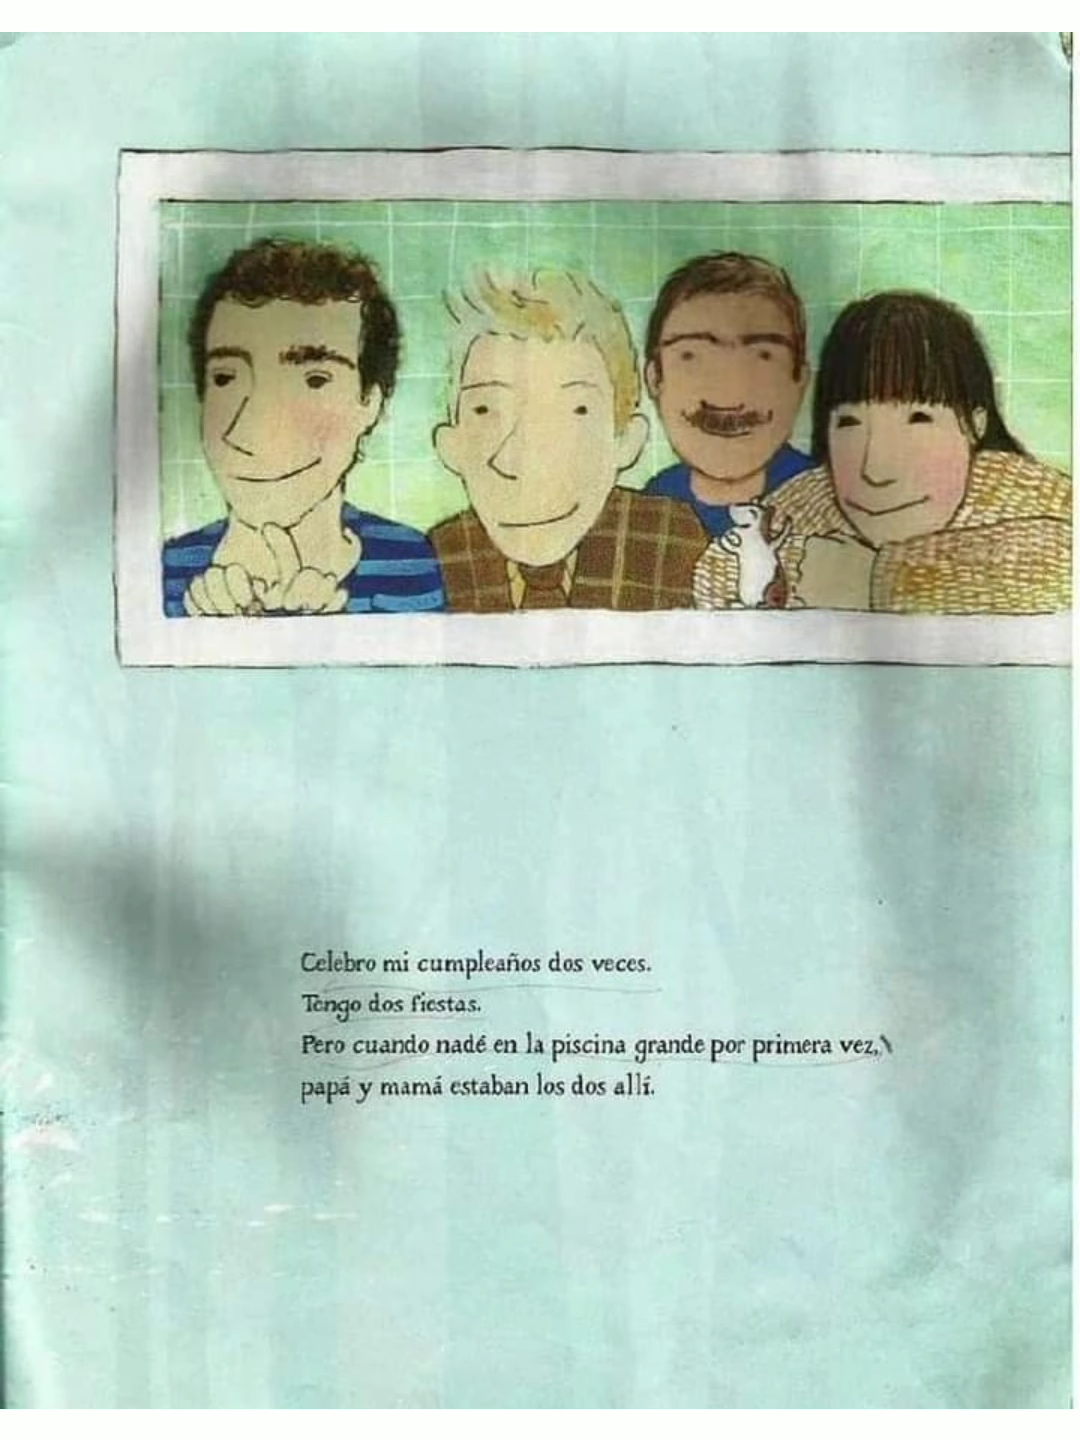 Celebro mi cumpleaños dos veces.
Tengo dos fiestas.
Pero cuando nadé en la piscina grande por primera vez,
papá y mamá estaban los dos allí.